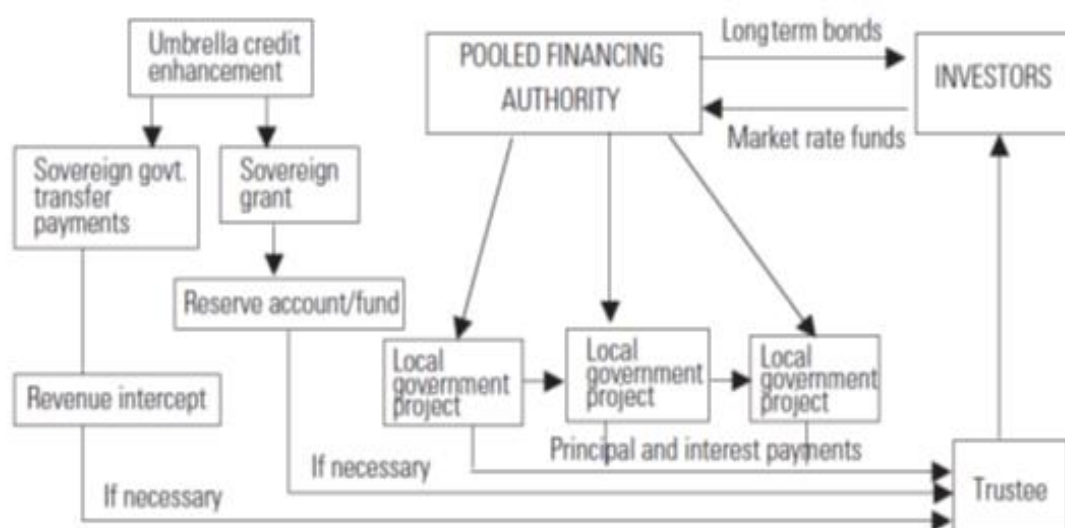 Umbrella credit
enhancement
POOLED FINANCING
AUTHORITY
Long term bonds
INVESTORS
Market rate funds
Sovereign govt.
transfer
payments
Sovereign
grant
Reserve account/fund
Local
government
project
Local
government
project
Local
government
project
Revenue intercept
Principal and interest payments
If necessary
If necessary
Trustee